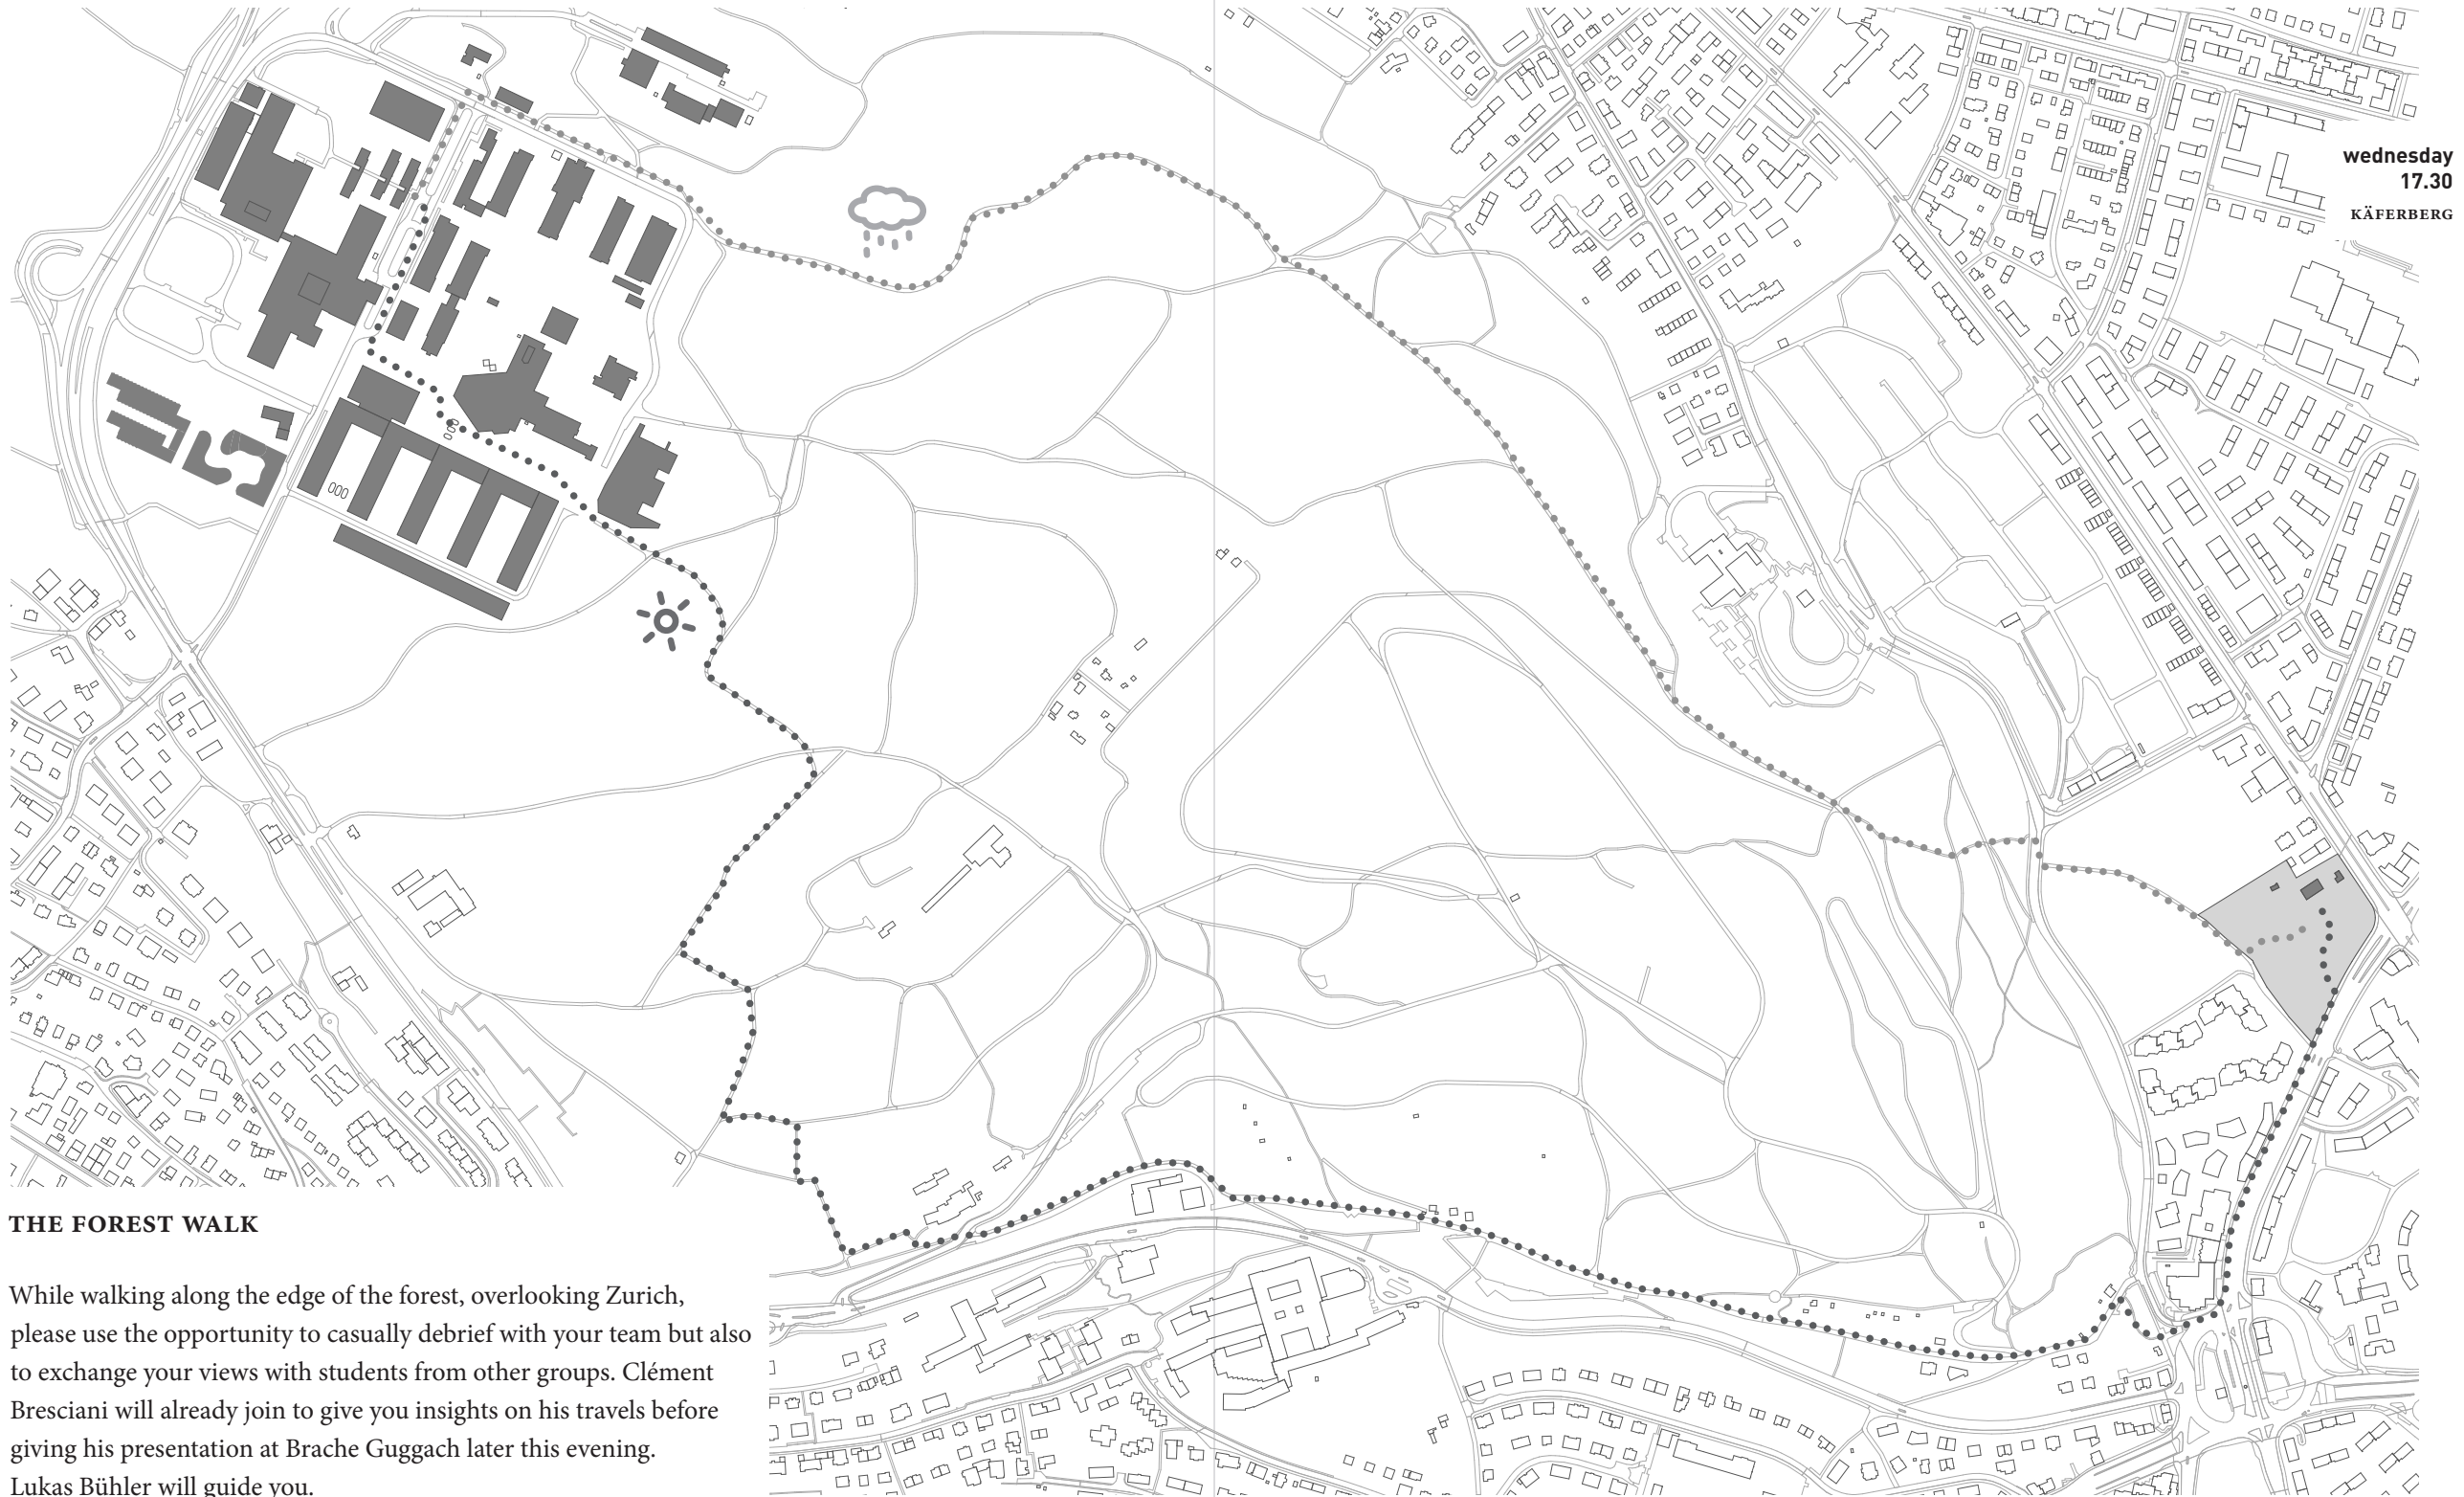 wednesday
17.30
KÄFERBERG
THE FOREST WALK
While walking along the edge of the forest, overlooking Zurich,
please use the opportunity to casually debrief with your team but also
to exchange your views with students from other groups. Clément
Bresciani will already join to give you insights on his travels before
giving his presentation at Brache Guggach later this evening.
Lukas Bühler will guide you.